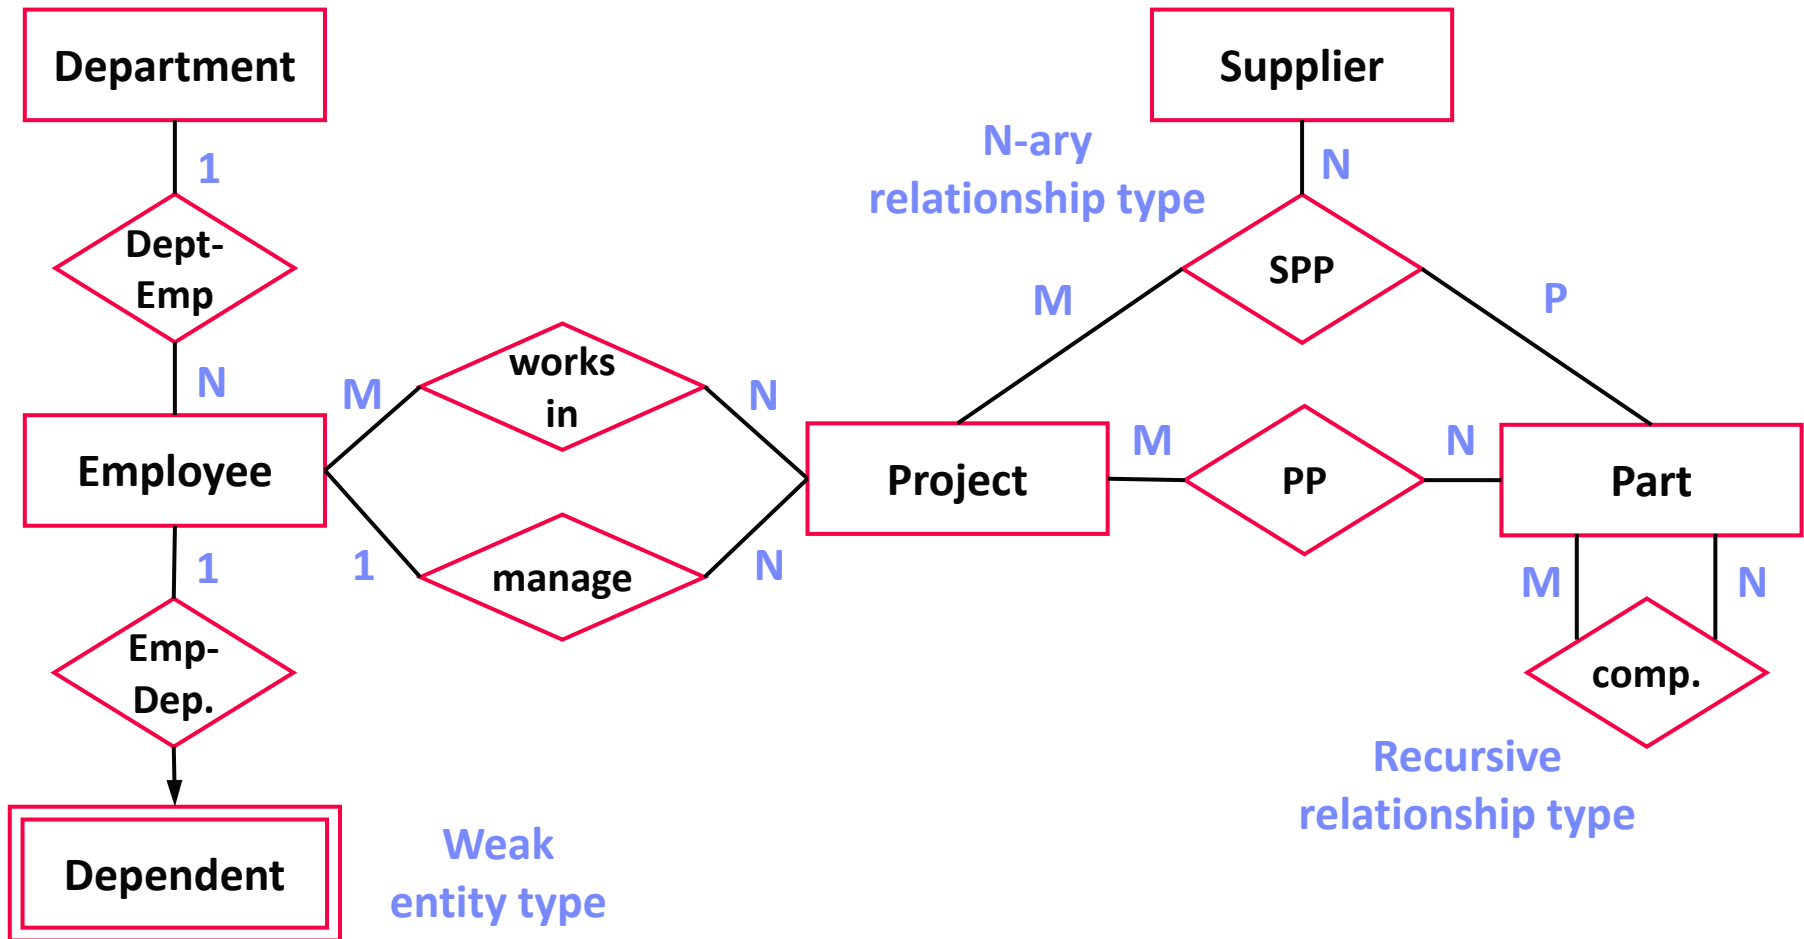 Department
Supplier
N-ary
relationship type
1
N
Dept-
Emp
SPP
M
P
works
in
N
M
N
Employee
Project
M
PP
N
Part
1
manage
N
1
M
N
Emp-
Dep.
comp.
Recursive
relationship type
Dependent
Weak
entity type